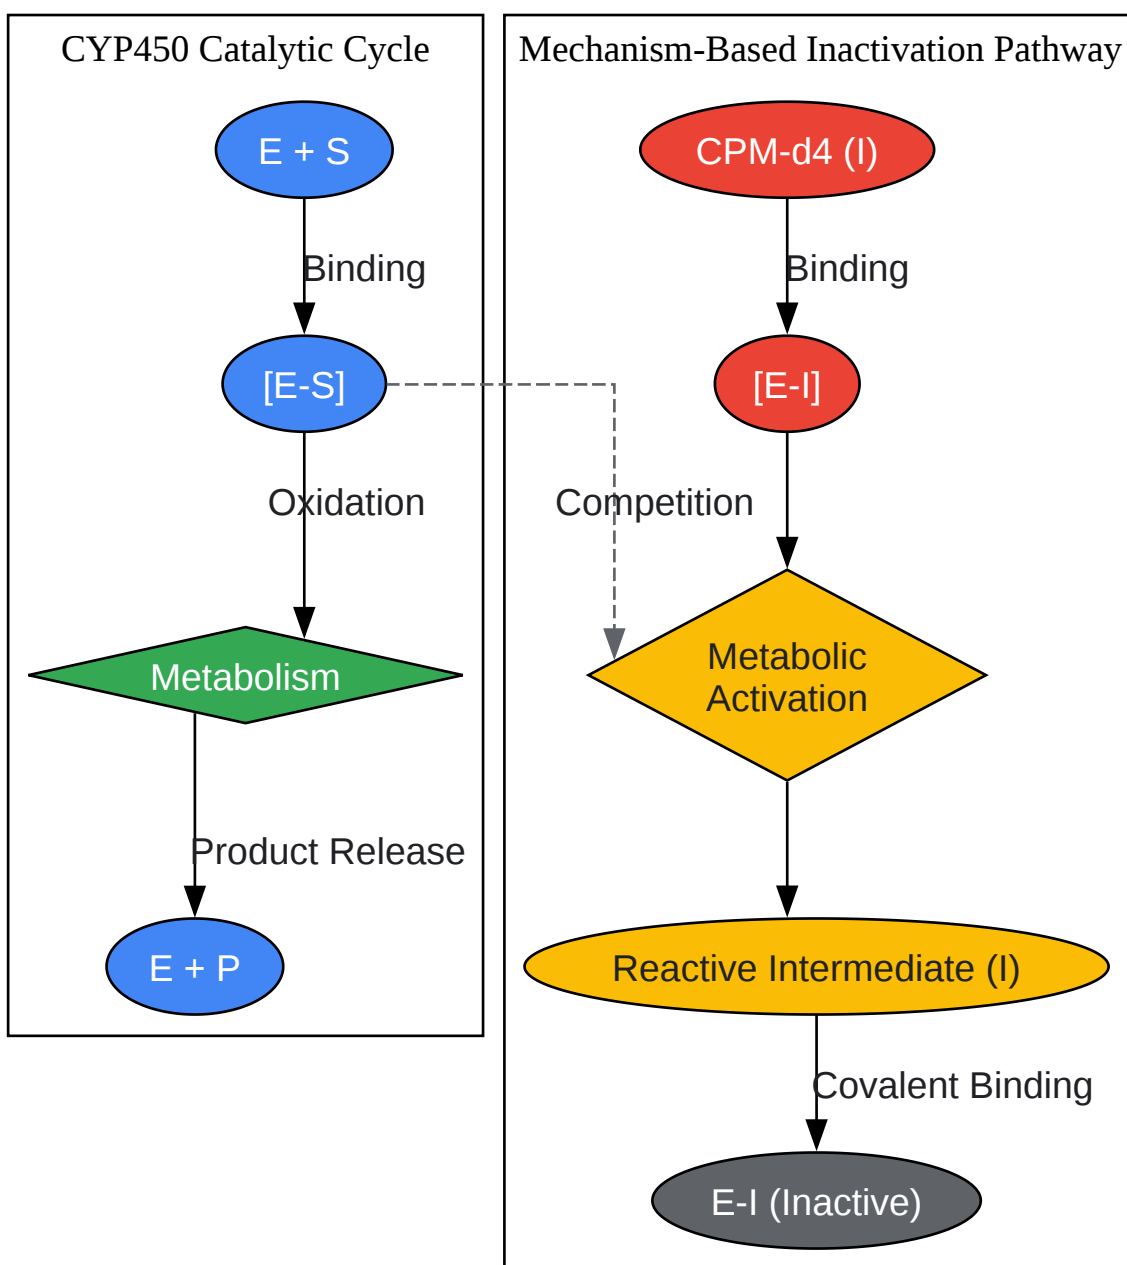 CYP450 Catalytic Cycle
E + S
Binding
[E-S]
Oxidation
Metabolism
Product Release
E + P
Mechanism-Based Inactivation Pathway
CPM-d4 (I)
Binding
[E-I]
Competition
Metabolic
Activation
Reactive Intermediate (I)
Covalent Binding
E-I (Inactive)